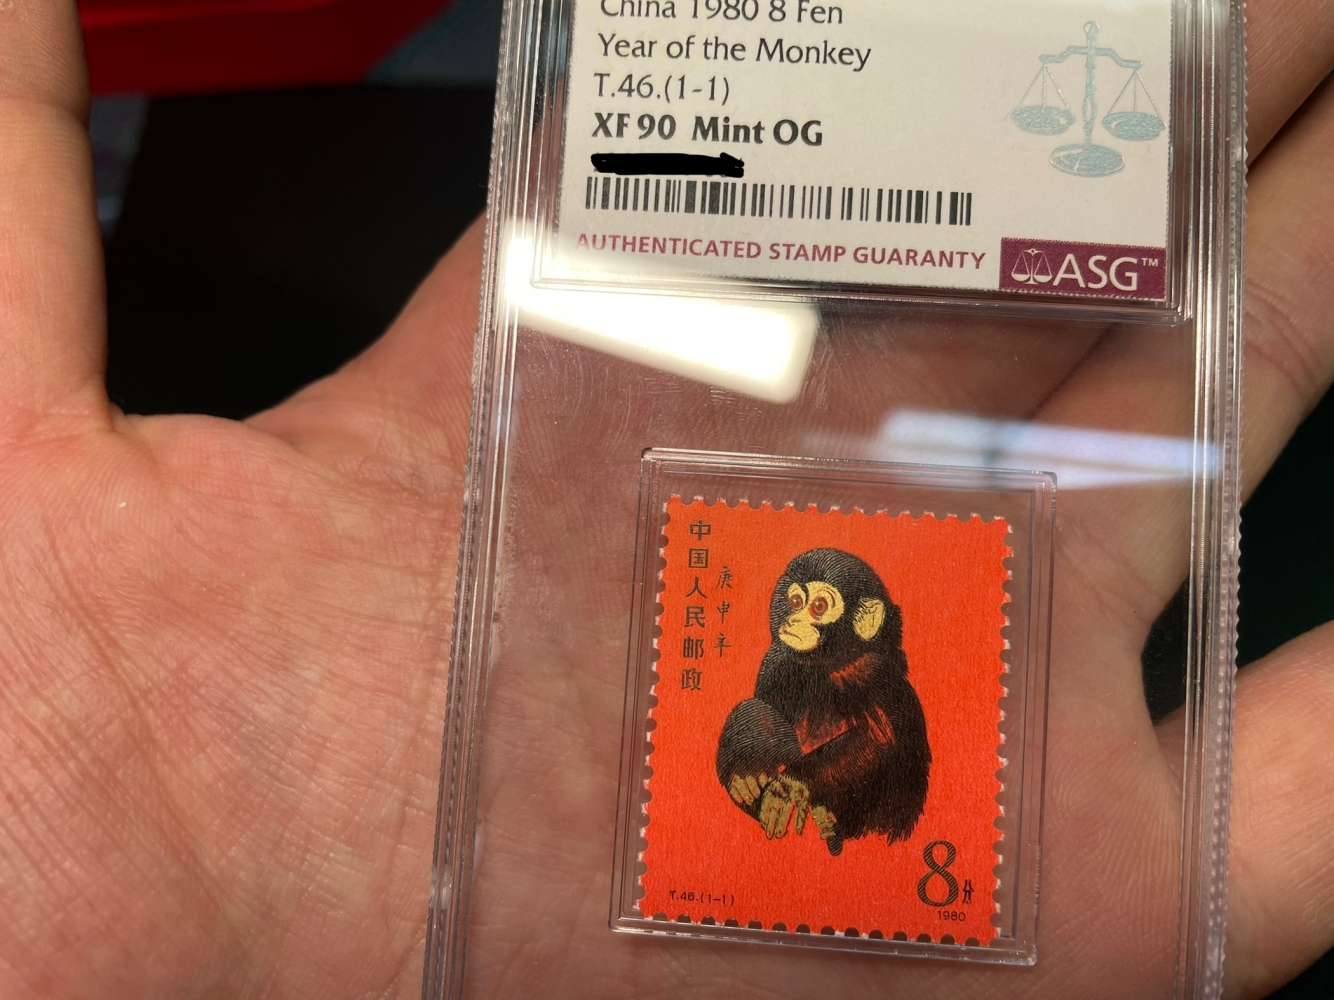 China 1980 8 Fen
Year of the Monkey
T.46.(1-1)
XF 90 Mint OG
AUTHENTICATED STAMP GUARANTY
ASG™
中国人民邮政
庚申年
8分
1980
T.46.(1-1)